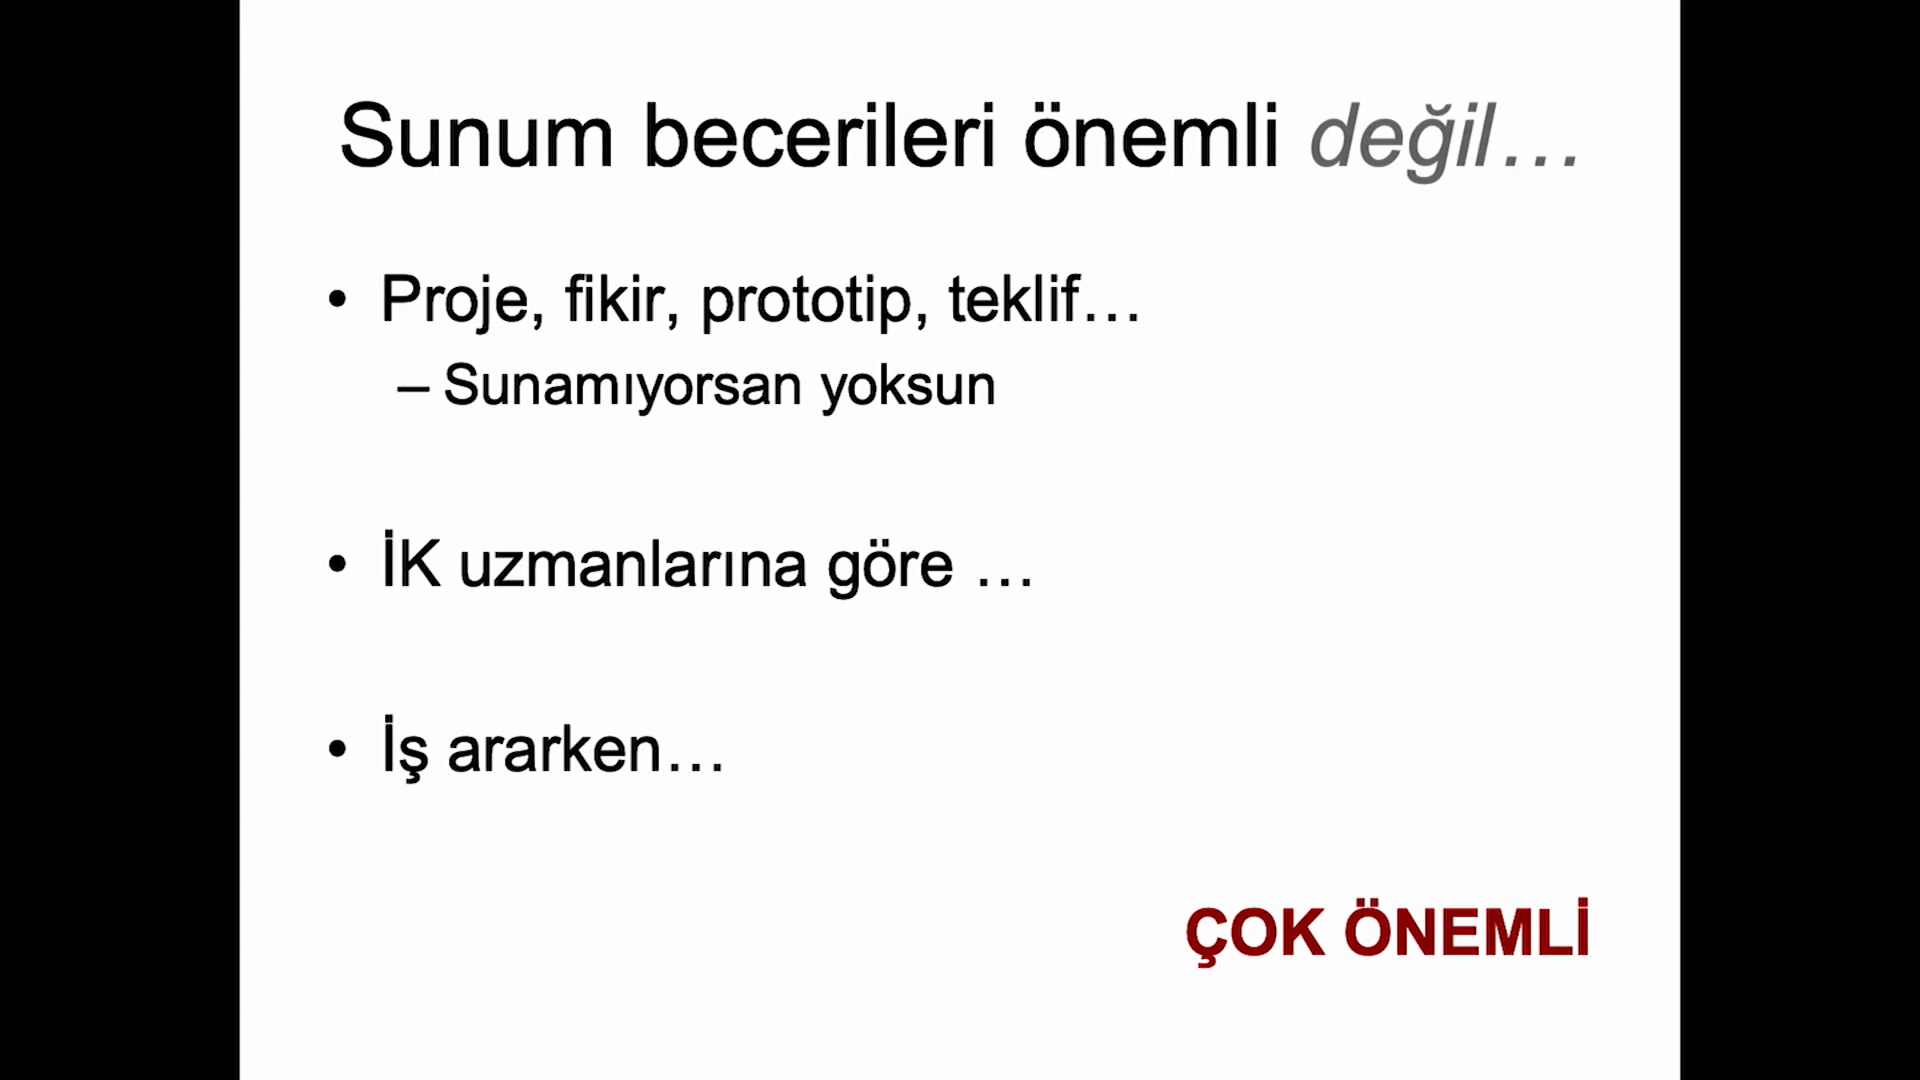 Sunum becerileri önemli değil…
• Proje, fikir, prototip, teklif…
– Sunamıyorsan yoksun
• İK uzmanlarına göre …
• İş ararken…
ÇOK ÖNEMLİ